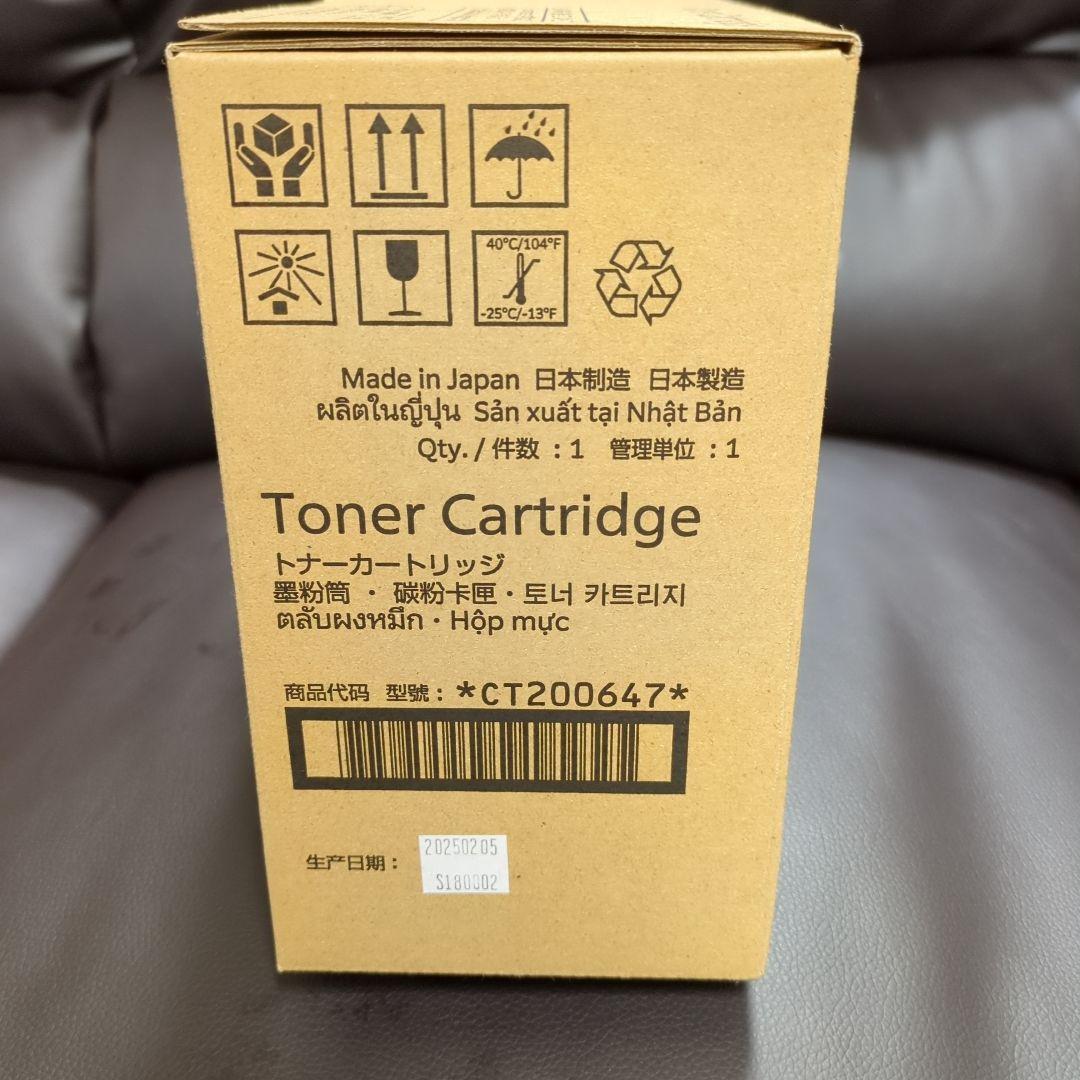 40°C/104°F
-25°C/-13°F
Made in Japan 日本制造 日本製造
ผลิตในญี่ปุ่น Sản xuất tại Nhật Bản
Qty. / 件数 : 1 管理単位 : 1
Toner Cartridge
トナーカートリッジ
墨粉筒 · 碳粉卡匣 · 토너 카트리지
ตลับผงหมึก · Hộp mực
商品代码 型號 : *CT200647*
生产日期 : 20250205
S180002